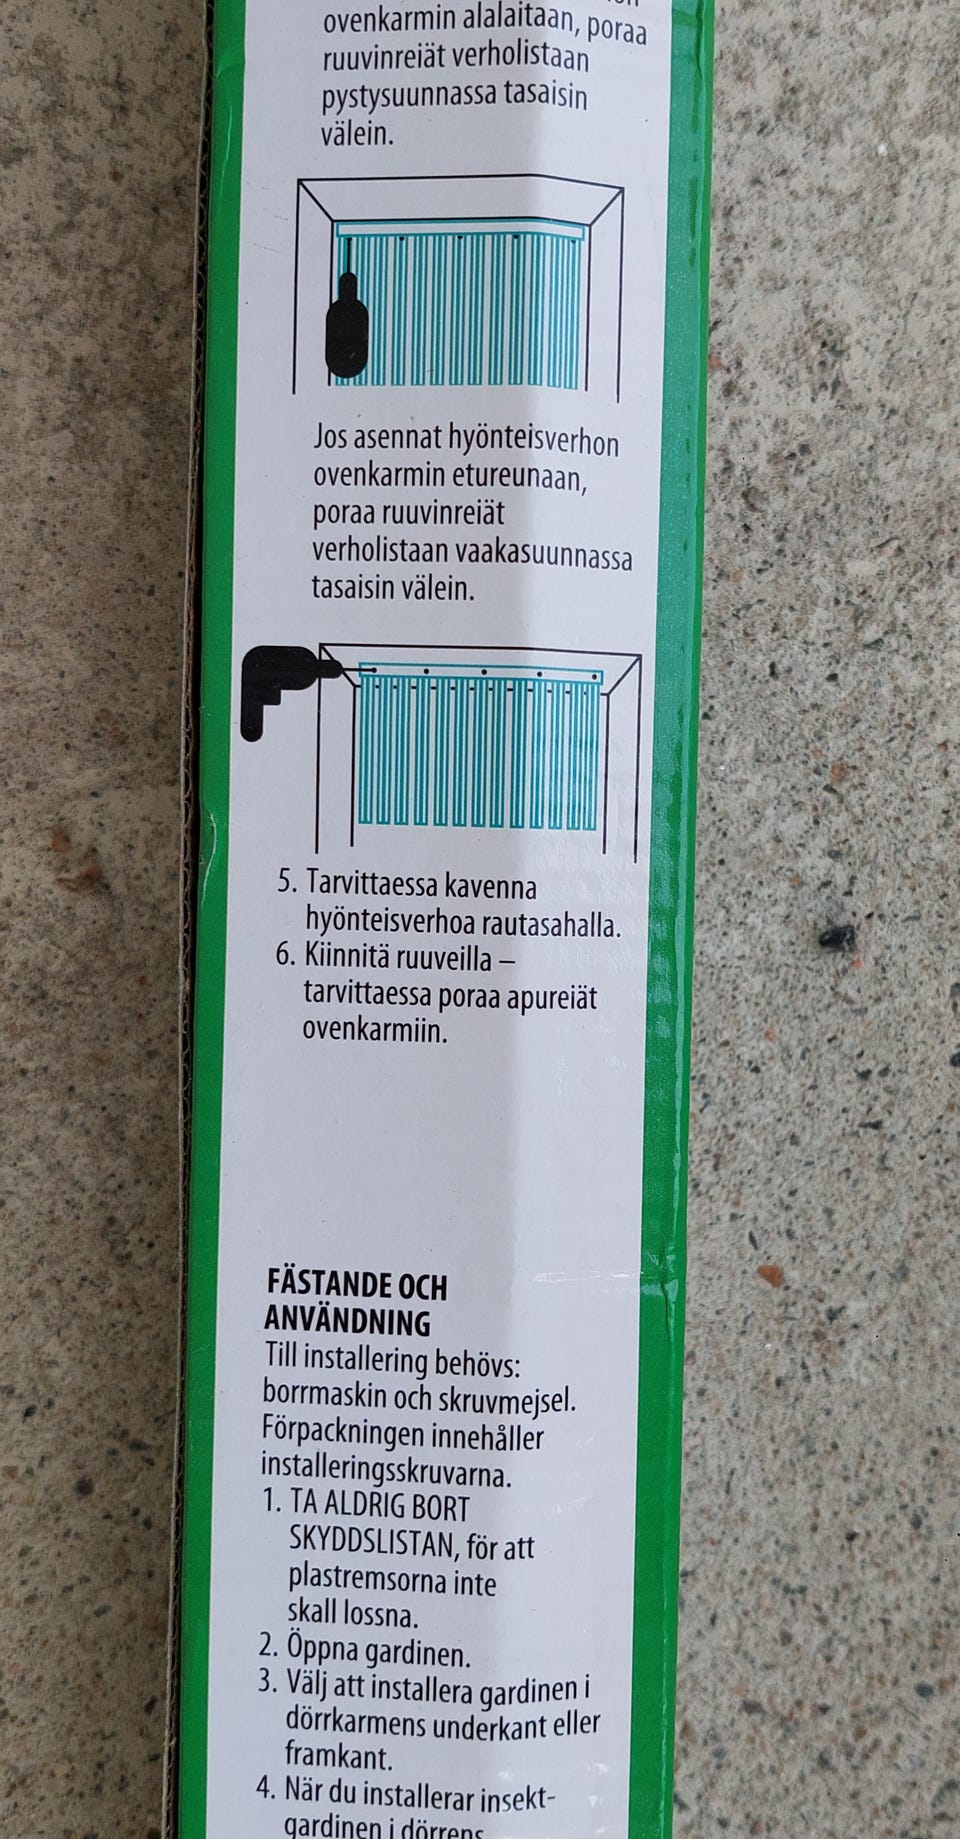 ovenkarmin alalaitaan, poraa
ruuvinreiät verholistaan
pystysuunnassa tasaisin
välein.
Jos asennat hyönteisverhon
ovenkarmin etureunaan,
poraa ruuvinreiät
verholistaan vaakasuunnassa
tasaisin välein.
5. Tarvittaessa kavenna
hyönteisverhoa rautasahalla.
6. Kiinnitä ruuveilla –
tarvittaessa poraa apureiät
ovenkarmiin.
FÄSTANDE OCH
ANVÄNDNING
Till installering behövs:
borrmaskin och skruvmejsel.
Förpackningen innehåller
installeringsskruvarna.
1. TA ALDRIG BORT
SKYDDSLISTAN, för att
plastremsorna inte
skall lossna.
2. Öppna gardinen.
3. Välj att installera gardinen i
dörrkarmens underkant eller
framkant.
4. När du installerar insekt-
gardinen i dörrens